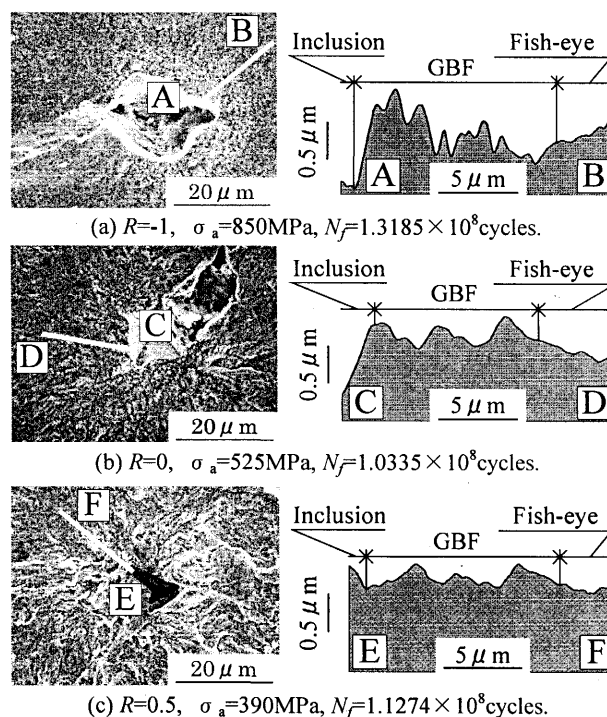 B
A
20 μm
Inclusion
Fish-eye
GBF
0.5 μm
A
5 μm
B
(a) R=-1, σa=850MPa, Nf=1.3185×10⁸cycles.
D
C
20 μm
Inclusion
Fish-eye
GBF
0.5 μm
C
5 μm
D
(b) R=0, σa=525MPa, Nf=1.0335×10⁸cycles.
F
E
20 μm
Inclusion
Fish-eye
GBF
0.5 μm
E
5 μm
F
(c) R=0.5, σa=390MPa, Nf=1.1274×10⁸cycles.